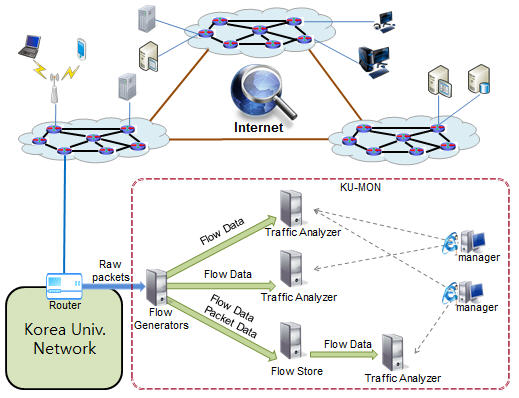 Internet
KU-MON
Flow Data
Traffic Analyzer
manager
Raw
packets
Flow Data
Router
Flow
Generators
Traffic Analyzer
manager
Korea Univ.
Network
Flow Data
Packet Data
Flow Data
Flow Store
Traffic Analyzer